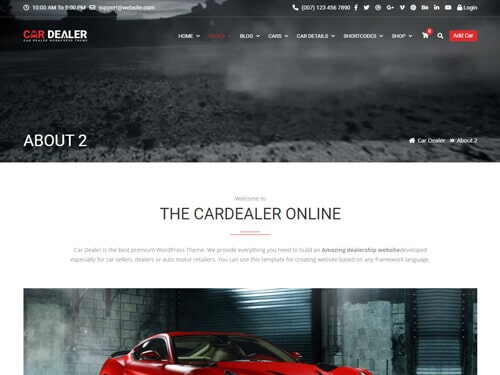 10:00 AM To 5:00 PM support@website.com (007) 123 456 7890 Login
CAR DEALER
CAR DEALER WORDPRESS THEME
HOME PAGES BLOG CARS CAR DETAILS SHORTCODES SHOP 0 Add Car
ABOUT 2
Car Dealer » About 2
Welcome to
THE CARDEALER ONLINE
Car Dealer is the best premium WordPress Theme. We provide everything you need to build an Amazing dealership websitedeveloped
especially for car sellers, dealers or auto motor retailers. You can use this template for creating website based on any framework language.